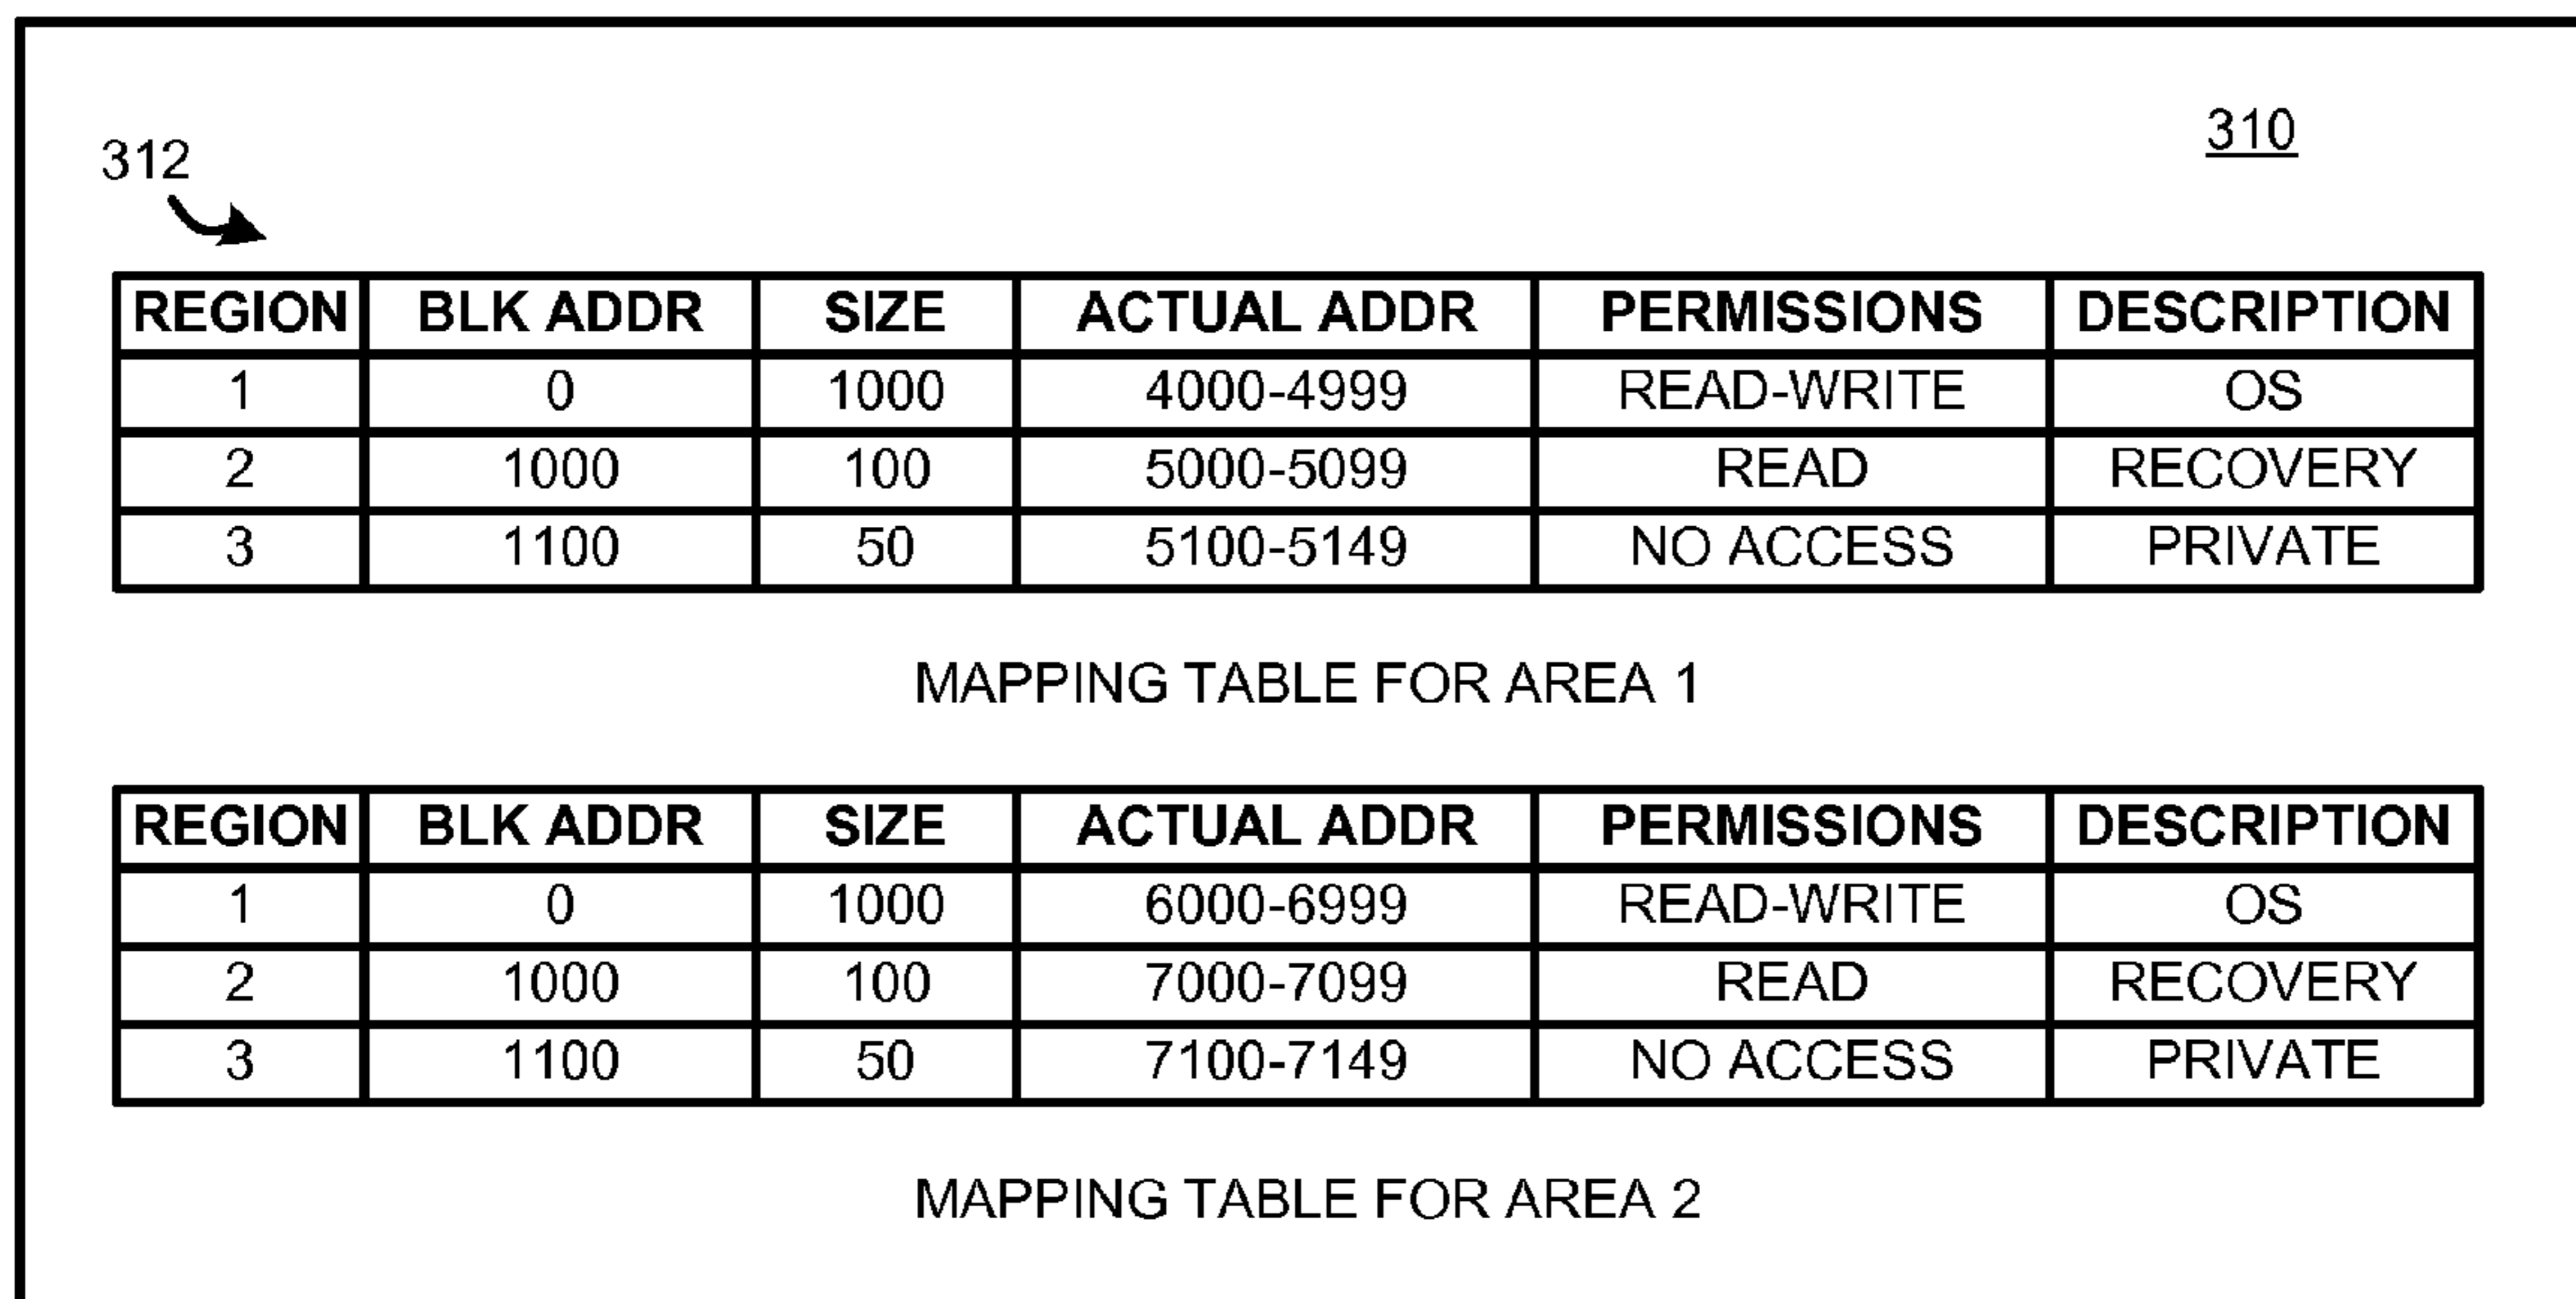 310
312
REGION BLK ADDR SIZE ACTUAL ADDR PERMISSIONS DESCRIPTION
1 0 1000 4000-4999 READ-WRITE OS
2 1000 100 5000-5099 READ RECOVERY
3 1100 50 5100-5149 NO ACCESS PRIVATE
MAPPING TABLE FOR AREA 1
REGION BLK ADDR SIZE ACTUAL ADDR PERMISSIONS DESCRIPTION
1 0 1000 6000-6999 READ-WRITE OS
2 1000 100 7000-7099 READ RECOVERY
3 1100 50 7100-7149 NO ACCESS PRIVATE
MAPPING TABLE FOR AREA 2